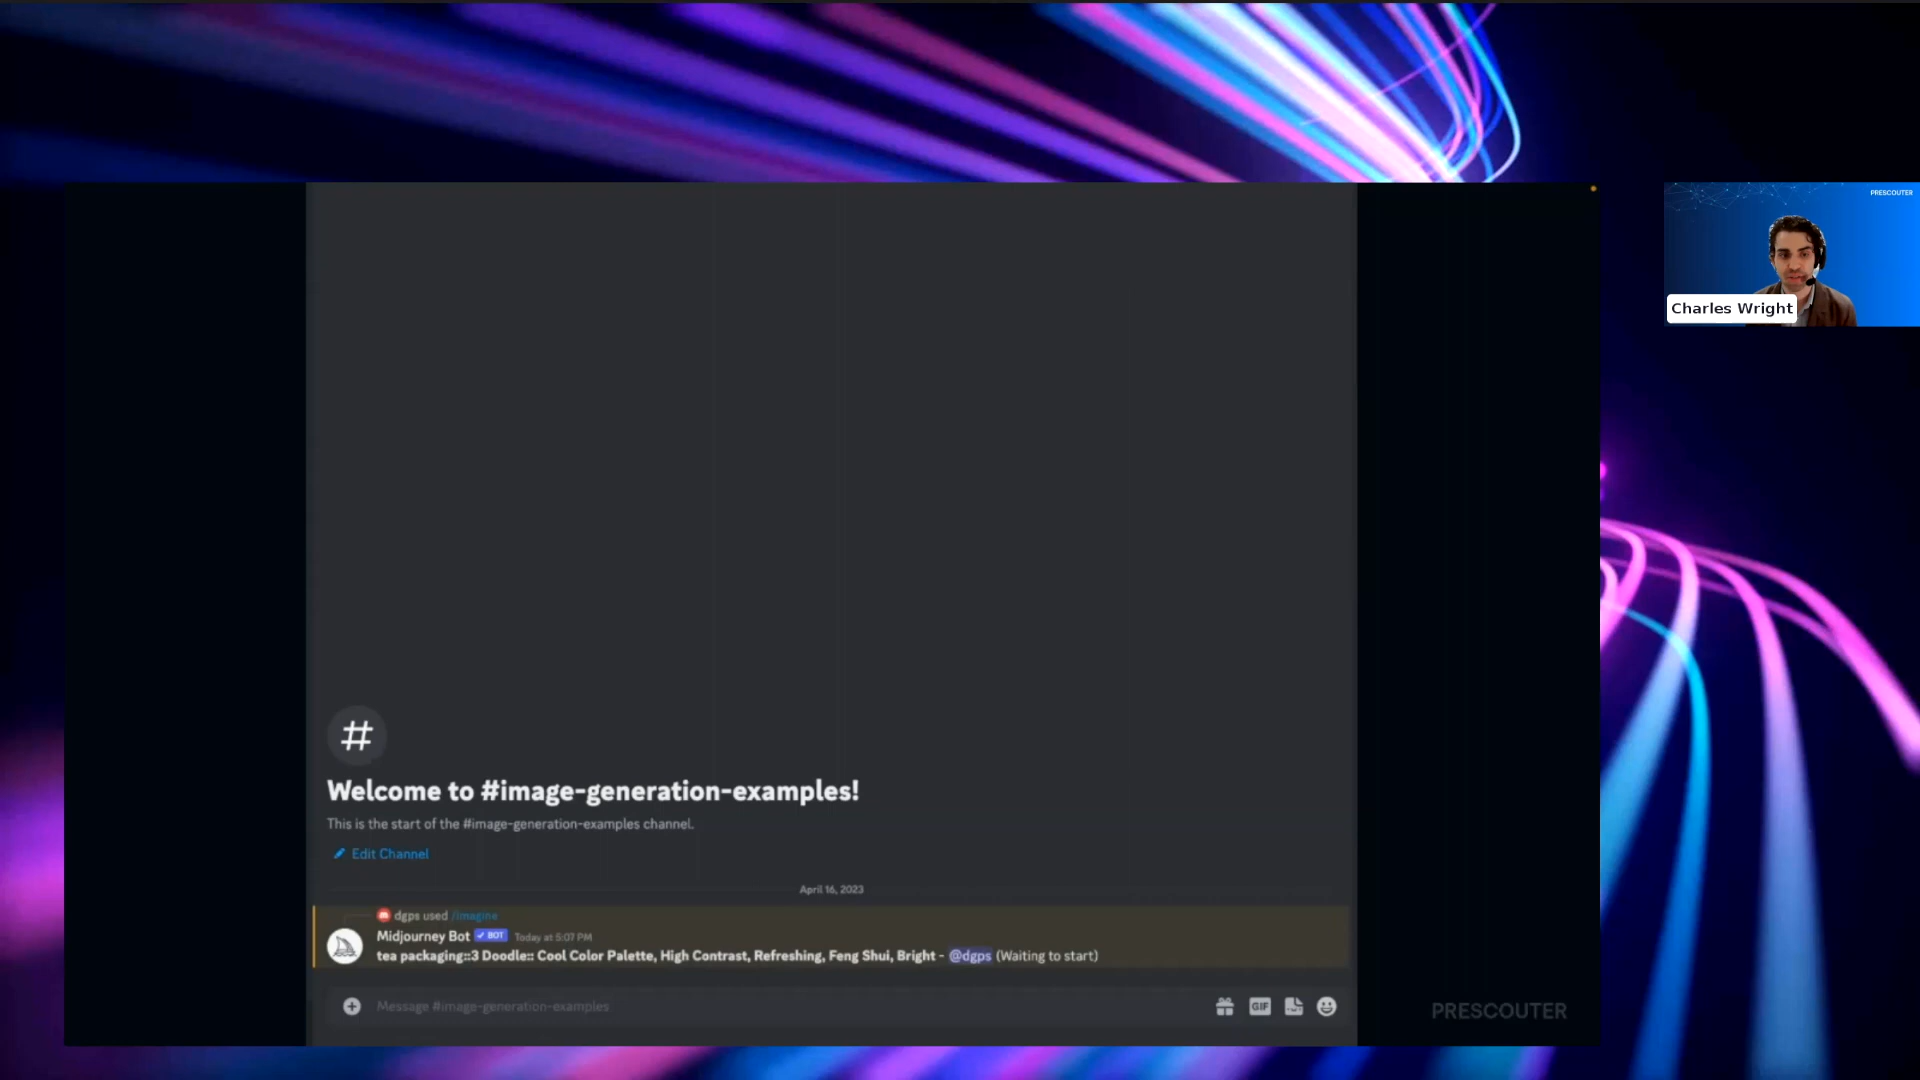 PRESCOUTER
Charles Wright
#
Welcome to #image-generation-examples!
This is the start of the #image-generation-examples channel.
Edit Channel
April 16, 2023
dgps used /imagine
Midjourney Bot ✓ BOT Today at 5:07 PM
tea packaging::3 Doodle:: Cool Color Palette, High Contrast, Refreshing, Feng Shui, Bright - @dgps (Waiting to start)
Message #image-generation-examples
GIF
PRESCOUTER